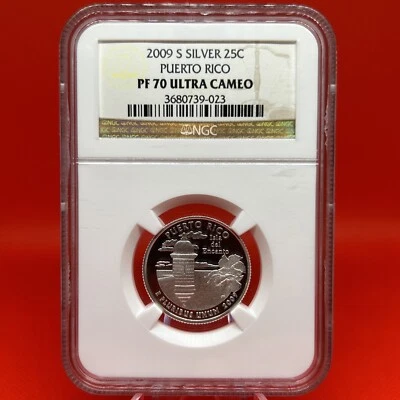 2009 S SILVER 25C
PUERTO RICO
PF 70 ULTRA CAMEO
3680739-023
NGC
PUERTO RICO
Isla
del
Encanto
E PLURIBUS UNUM 2009